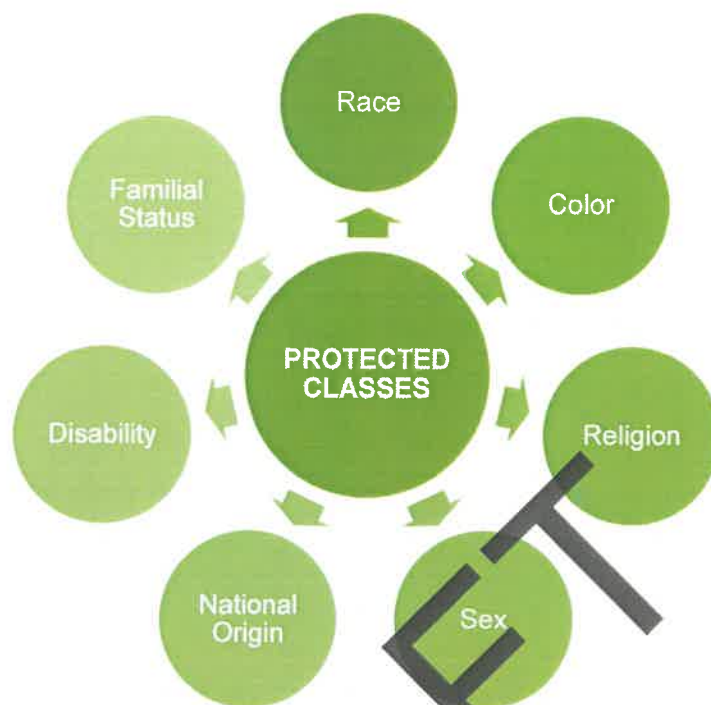 Race
Color
Religion
Sex
National
Origin
Disability
Familial
Status
PROTECTED
CLASSES